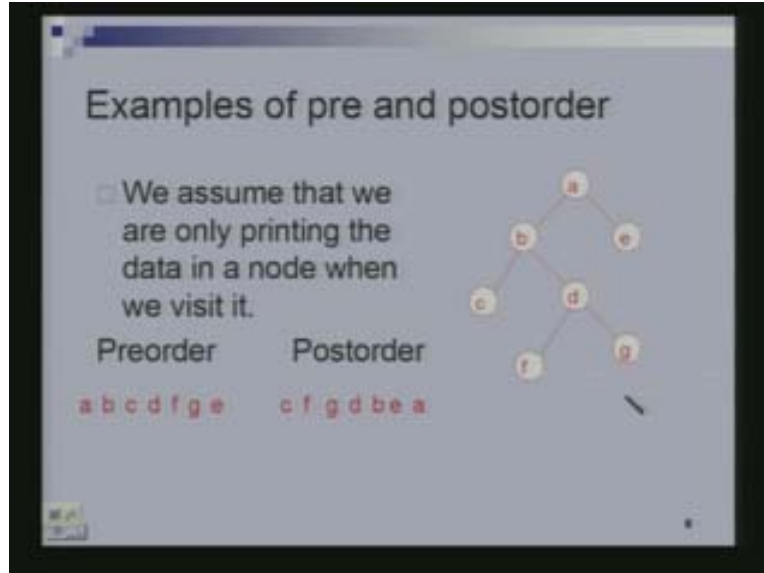 Examples of pre and postorder
We assume that we
are only printing the
data in a node when
we visit it.
Preorder Postorder
a b c d f g e c f g d b e a
a
b e
c d
f g